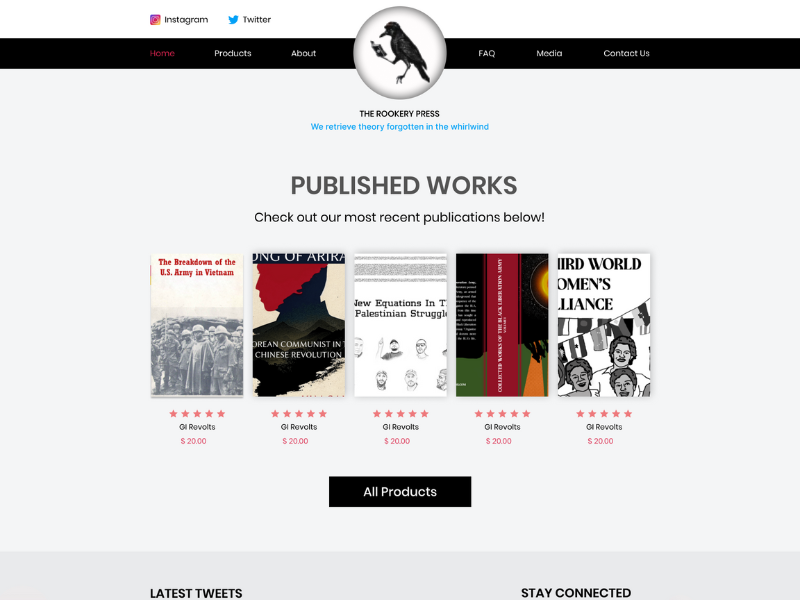 Instagram
Twitter
Home
Products
About
FAQ
Media
Contact Us
THE ROOKERY PRESS
We retrieve theory forgotten in the whirlwind
PUBLISHED WORKS
Check out our most recent publications below!
The Breakdown of the
U.S. Army in Vietnam
ONG OF ARIRA
OREAN COMMUNIST IN
CHINESE REVOLUTION
New Equations In T
Palestinian Struggle
COLLECTED WORKS OF THE BLACK LIBERATION ARMY
HIRD WORLD
OMEN'S
LLIANCE
GI Revolts
$ 20.00
GI Revolts
$ 20.00
GI Revolts
$ 20.00
GI Revolts
$ 20.00
GI Revolts
$ 20.00
All Products
LATEST TWEETS
STAY CONNECTED